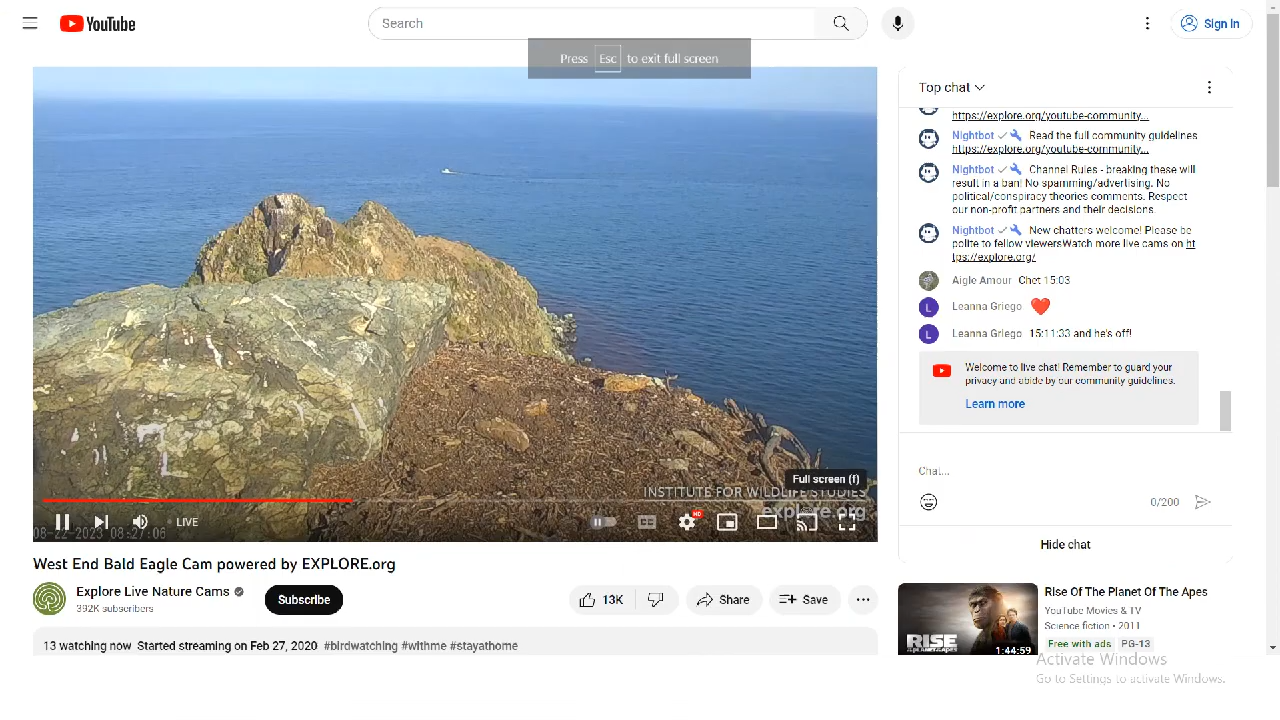 YouTube
Search
Sign in
Press Esc to exit full screen
Top chat
https://explore.org/youtube-community...
Nightbot Read the full community guidelines
https://explore.org/youtube-community...
Nightbot Channel Rules - breaking these will
result in a ban! No spamming/advertising. No
political/conspiracy theories comments. Respect
our non-profit partners and their decisions.
Nightbot New chatters welcome! Please be
polite to fellow viewersWatch more live cams on ht
tps://explore.org/
Aigle Amour Chet 15:03
L Leanna Griego ❤️
L Leanna Griego 15:11:33 and he's off!
Welcome to live chat! Remember to guard your
privacy and abide by our community guidelines.
Learn more
Chat...
0/200
Hide chat
Full screen (f)
INSTITUTE FOR WILDLIFE STUDIES
explore.org
LIVE
CC
HD
08-22-2023 08:27:06
West End Bald Eagle Cam powered by EXPLORE.org
Explore Live Nature Cams
392K subscribers
Subscribe
13K
Share
Save
13 watching now Started streaming on Feb 27, 2020 #birdwatching #withme #stayathome
RISE
PLANET APES
1:44:59
Rise Of The Planet Of The Apes
YouTube Movies & TV
Science fiction • 2011
Free with ads PG-13
Activate Windows
Go to Settings to activate Windows.